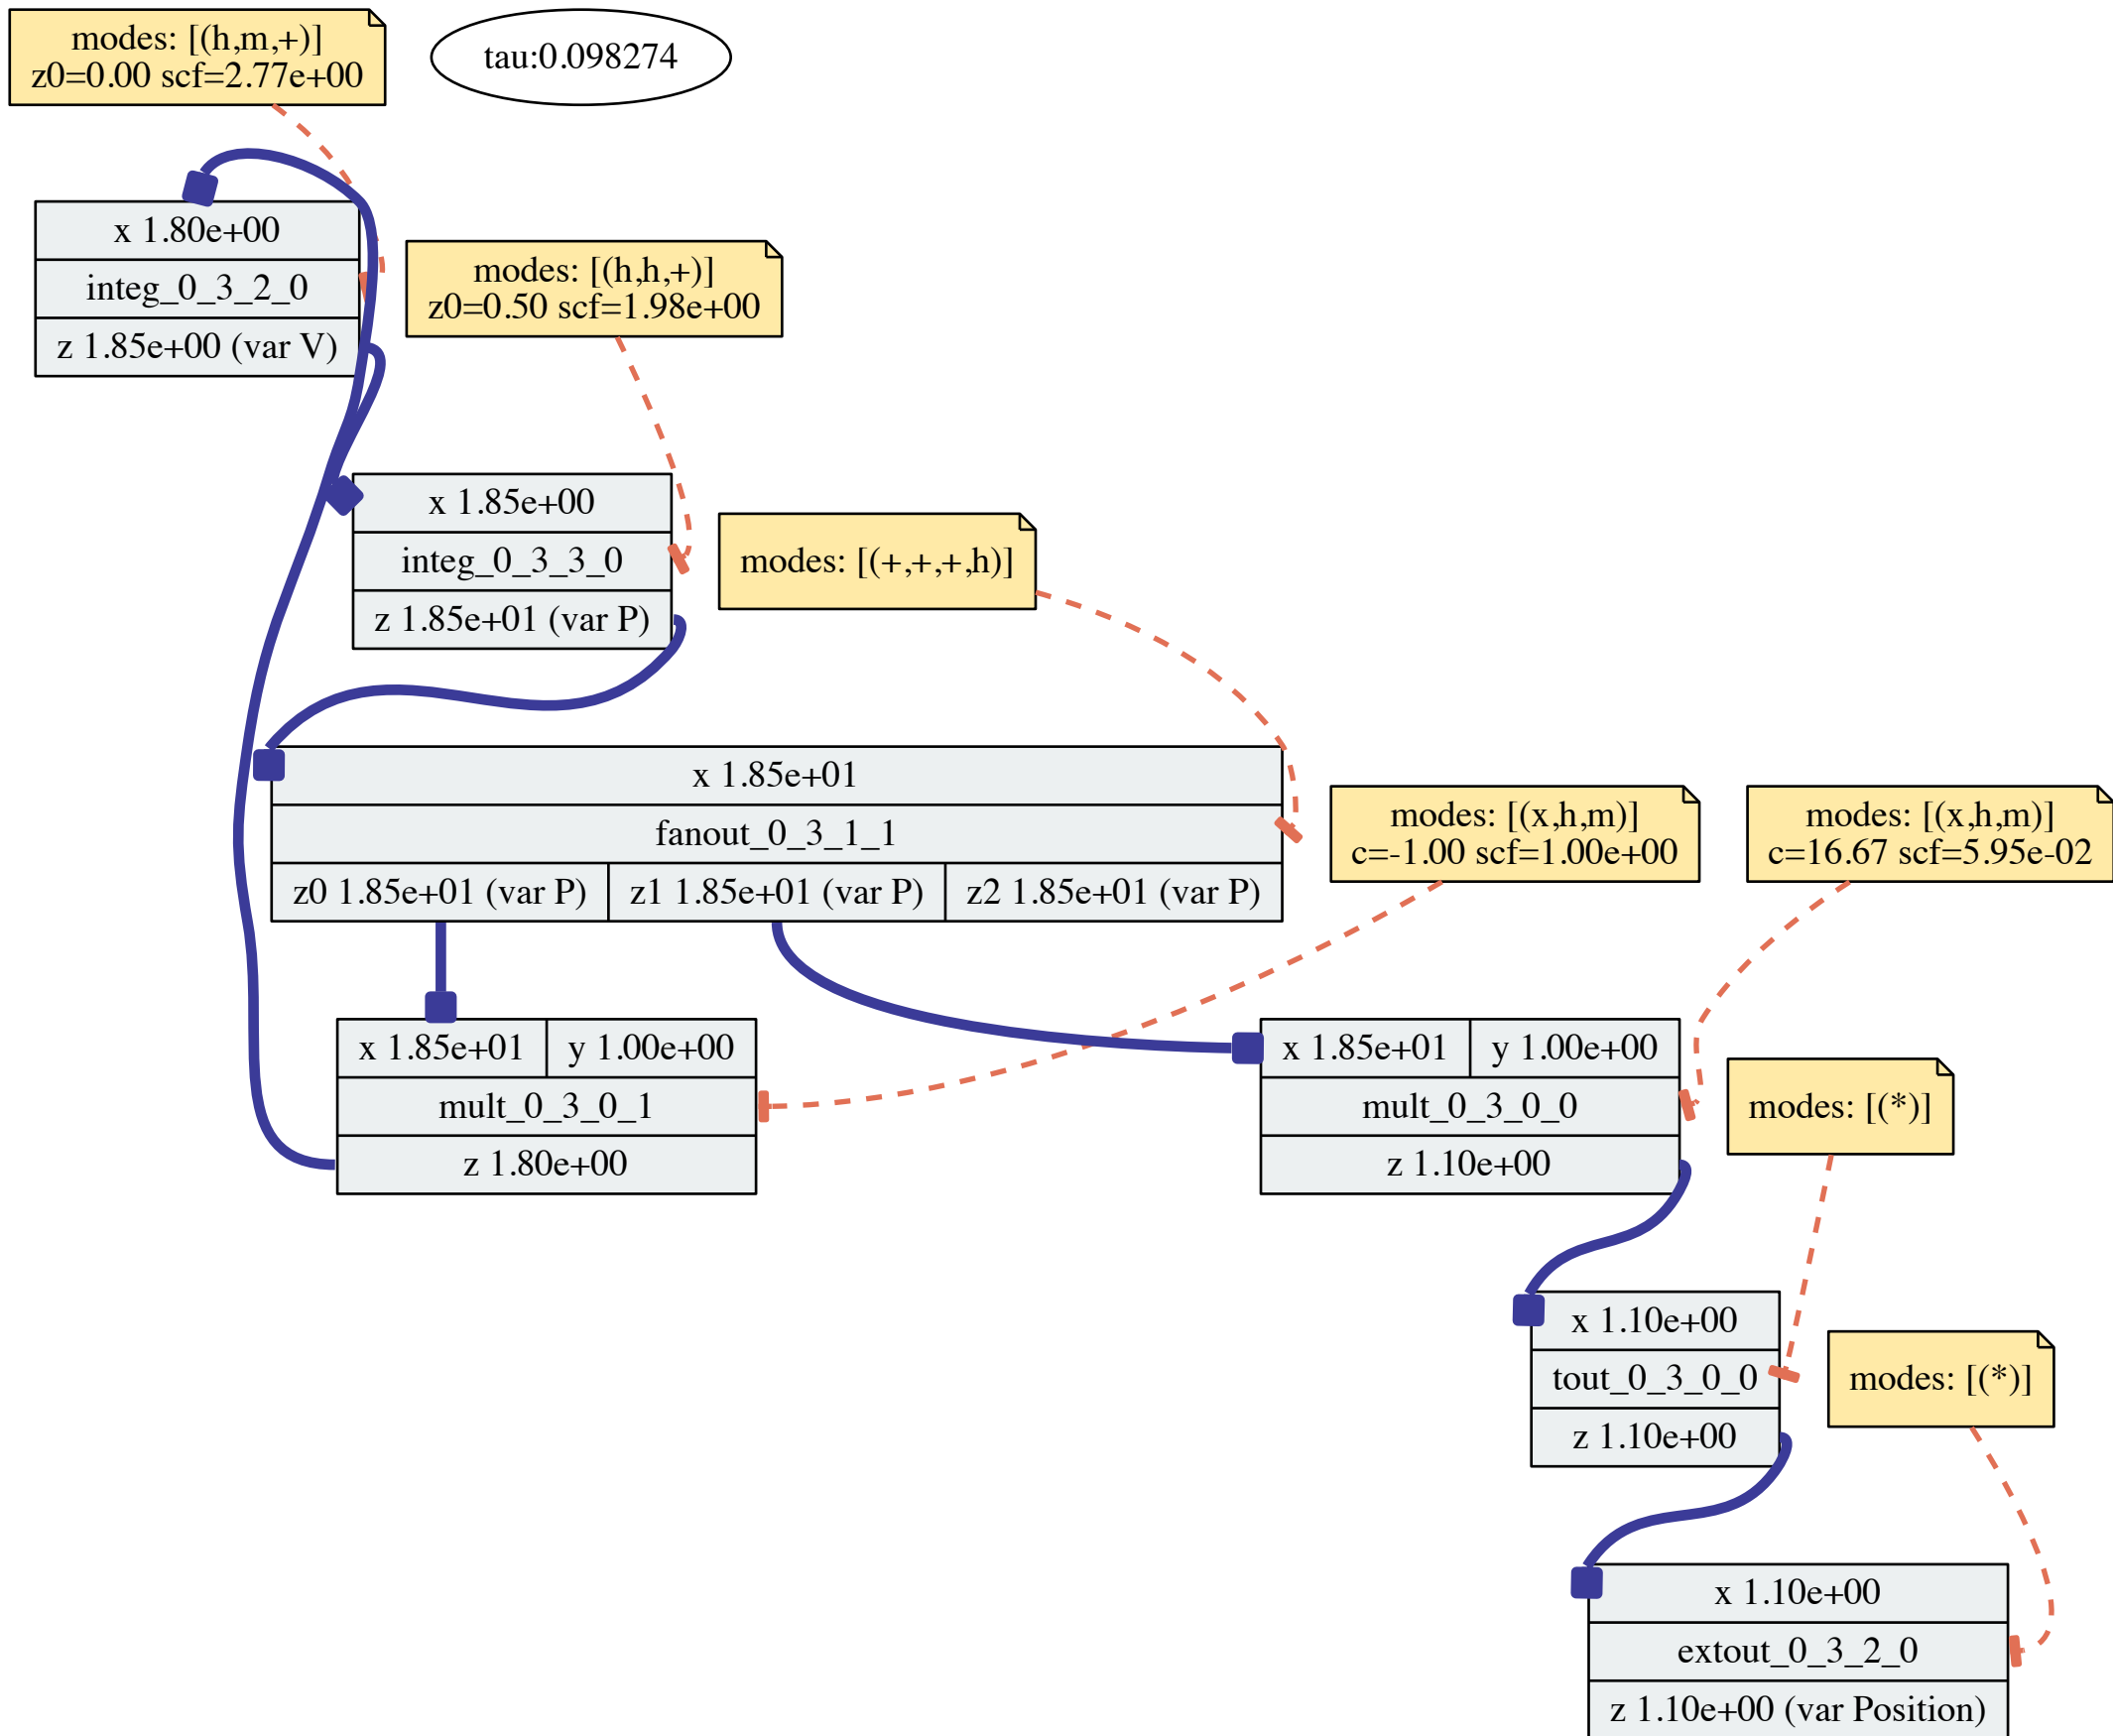 modes: [(h,m,+)]
z0=0.00 scf=2.77e+00
tau:0.098274
x 1.80e+00
integ_0_3_2_0
z 1.85e+00 (var V)
modes: [(h,h,+)]
z0=0.50 scf=1.98e+00
x 1.85e+00
integ_0_3_3_0
z 1.85e+01 (var P)
modes: [(+,+,+,h)]
x 1.85e+01
fanout_0_3_1_1
z0 1.85e+01 (var P)
z1 1.85e+01 (var P)
z2 1.85e+01 (var P)
modes: [(x,h,m)]
c=-1.00 scf=1.00e+00
modes: [(x,h,m)]
c=16.67 scf=5.95e-02
x 1.85e+01
y 1.00e+00
mult_0_3_0_1
z 1.80e+00
x 1.85e+01
y 1.00e+00
mult_0_3_0_0
z 1.10e+00
modes: [(*)]
x 1.10e+00
tout_0_3_0_0
z 1.10e+00
modes: [(*)]
x 1.10e+00
extout_0_3_2_0
z 1.10e+00 (var Position)